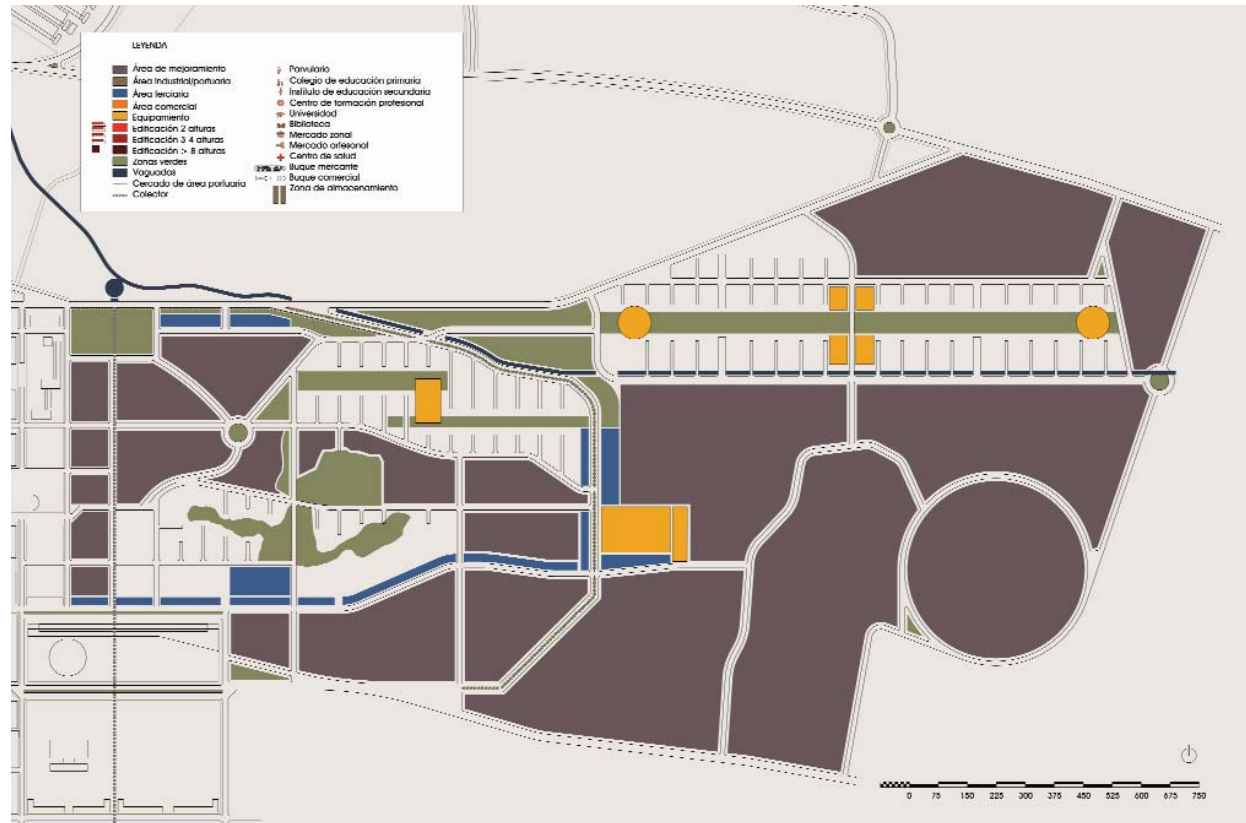 LEYENDA
Área de mejoramiento
Área industrial/portuaria
Área terciaria
Área comercial
Equipamiento
Edificación 2 alturas
Edificación 3 4 alturas
Edificación > 8 alturas
Zonas verdes
Vaguadas
Cercado de área portuaria
Colector
Parvulario
Colegio de educación primaria
Instituto de educación secundaria
Centro de formación profesional
Universidad
Biblioteca
Mercado zonal
Mercado artesanal
Centro de salud
Buque mercante
Buque comercial
Zona de almacenamiento
0 75 150 225 300 375 450 525 600 675 750